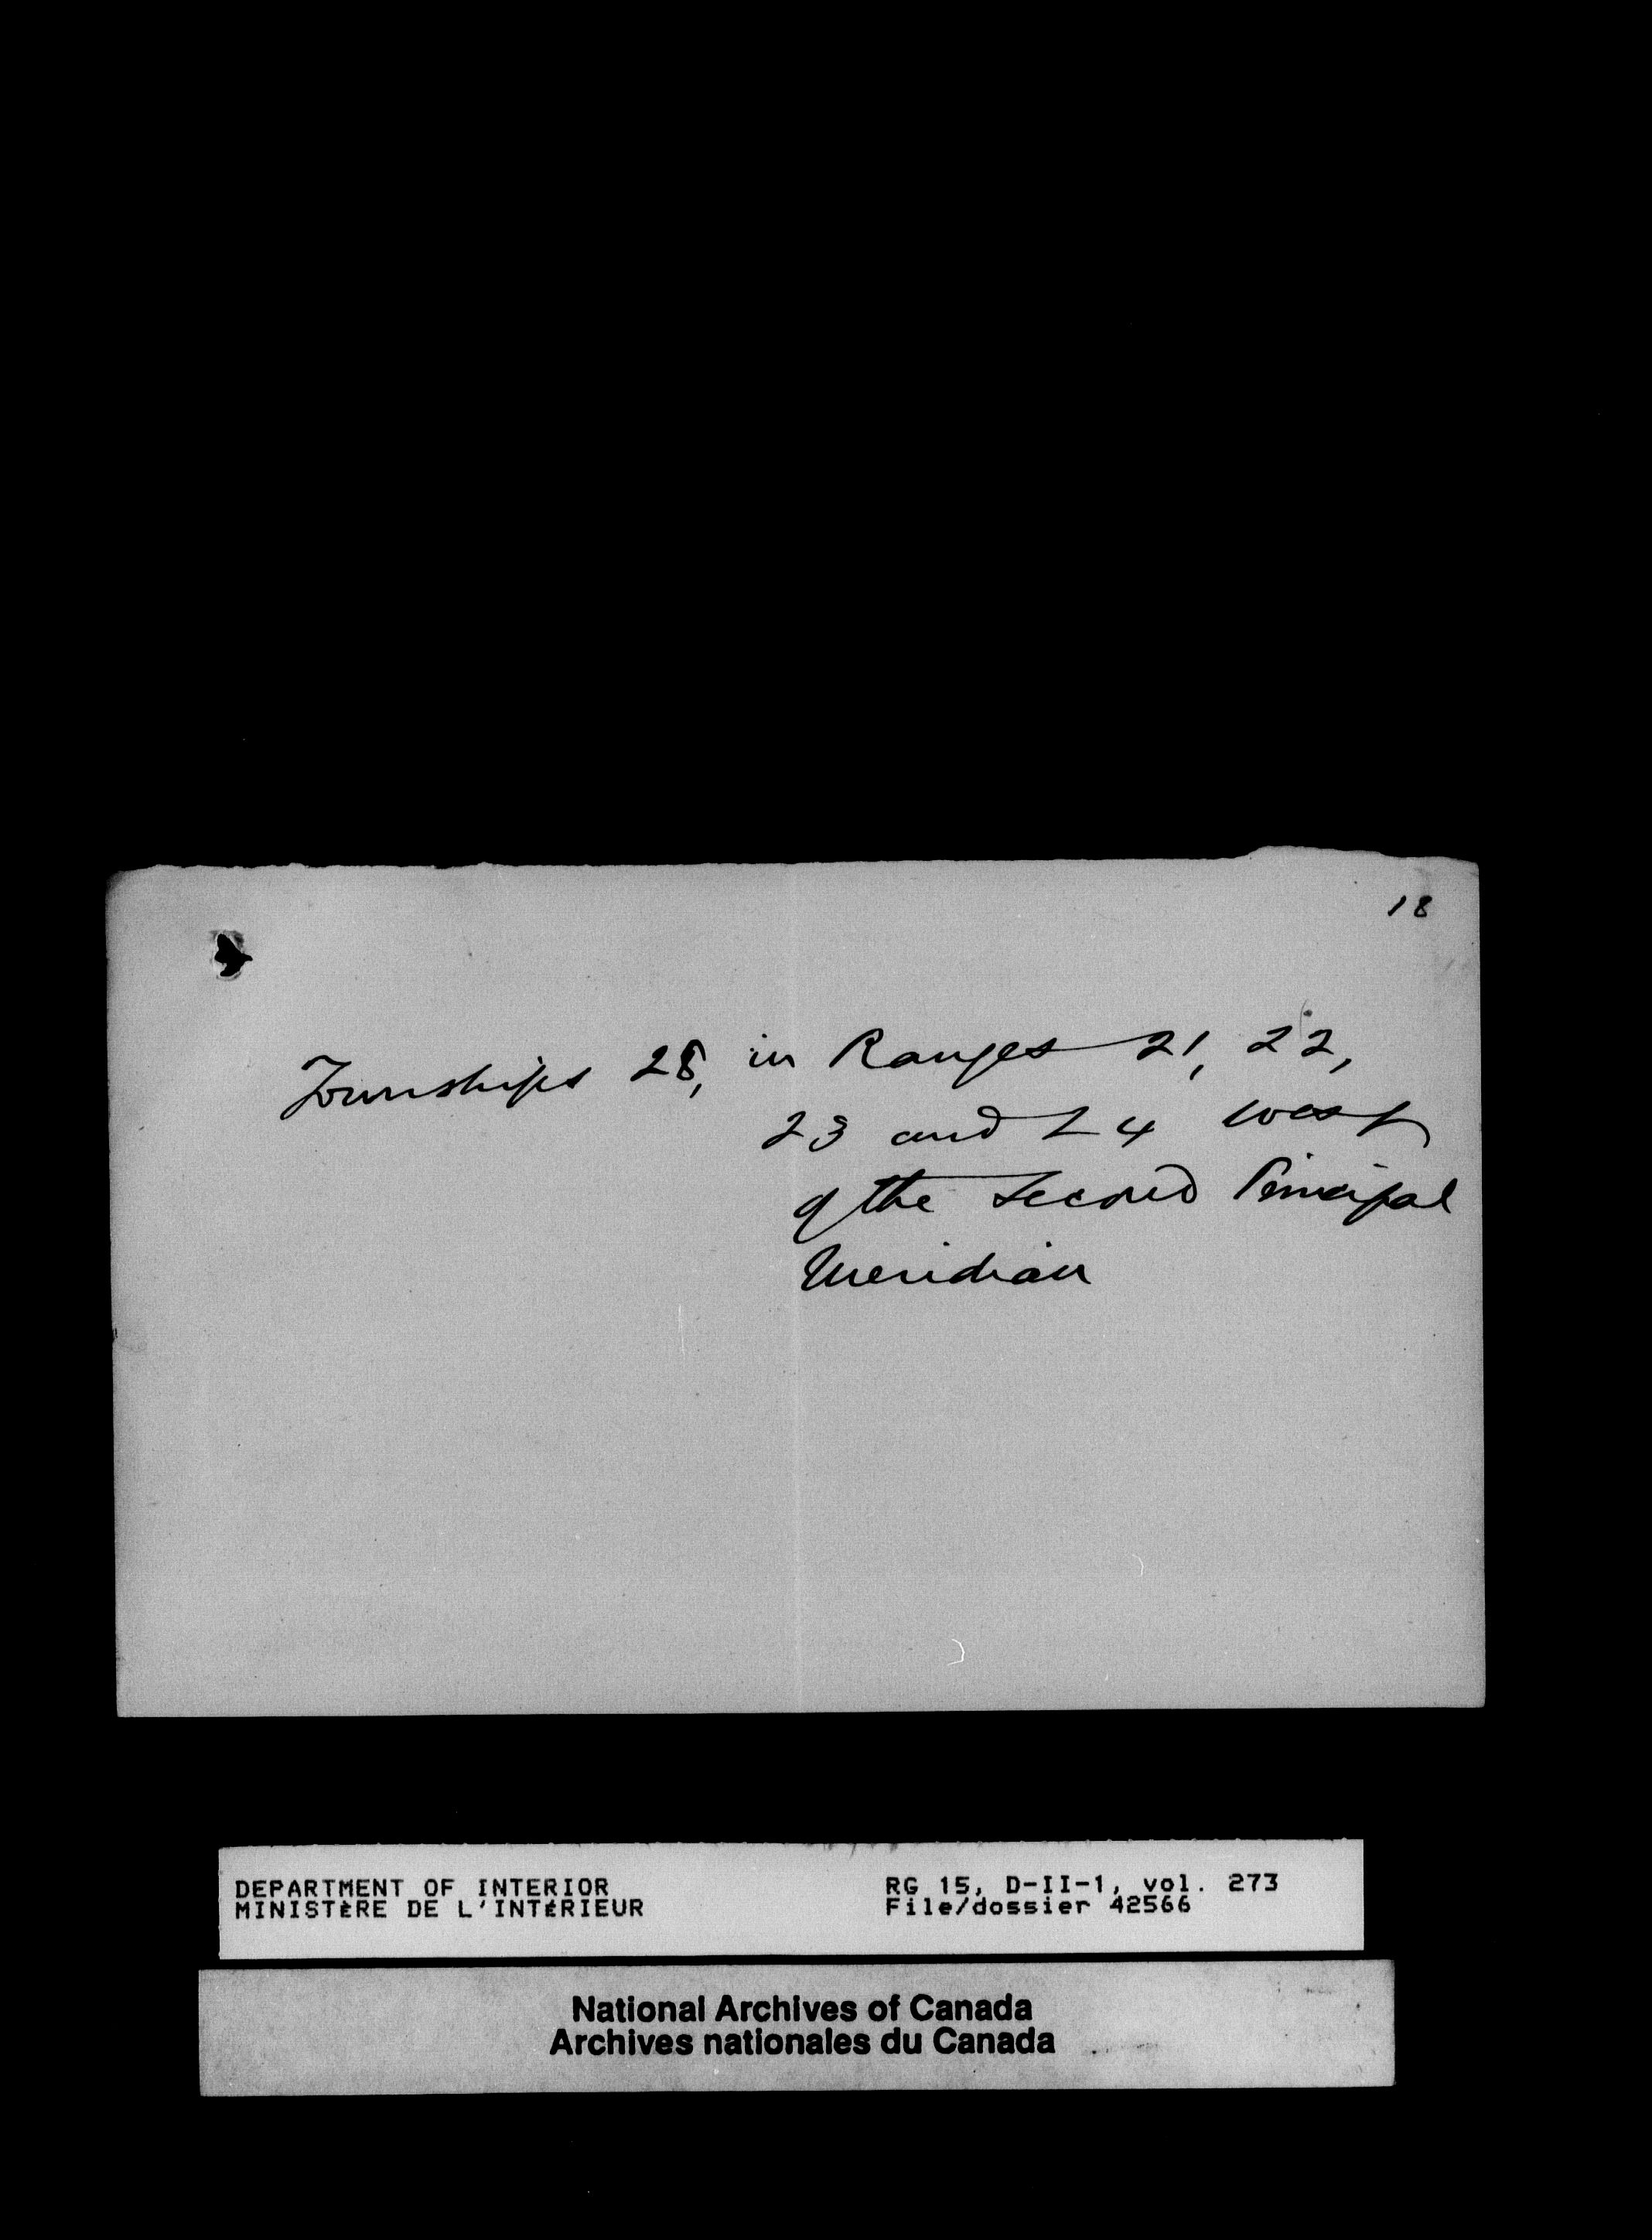 18
Townships 28, in Ranges 21, 22,
23 and 24 west
of the Second Principal
Meridian
DEPARTMENT OF INTERIOR
MINISTÈRE DE L'INTÉRIEUR
RG 15, D-II-1, vol. 273
File/dossier 42566
National Archives of Canada
Archives nationales du Canada